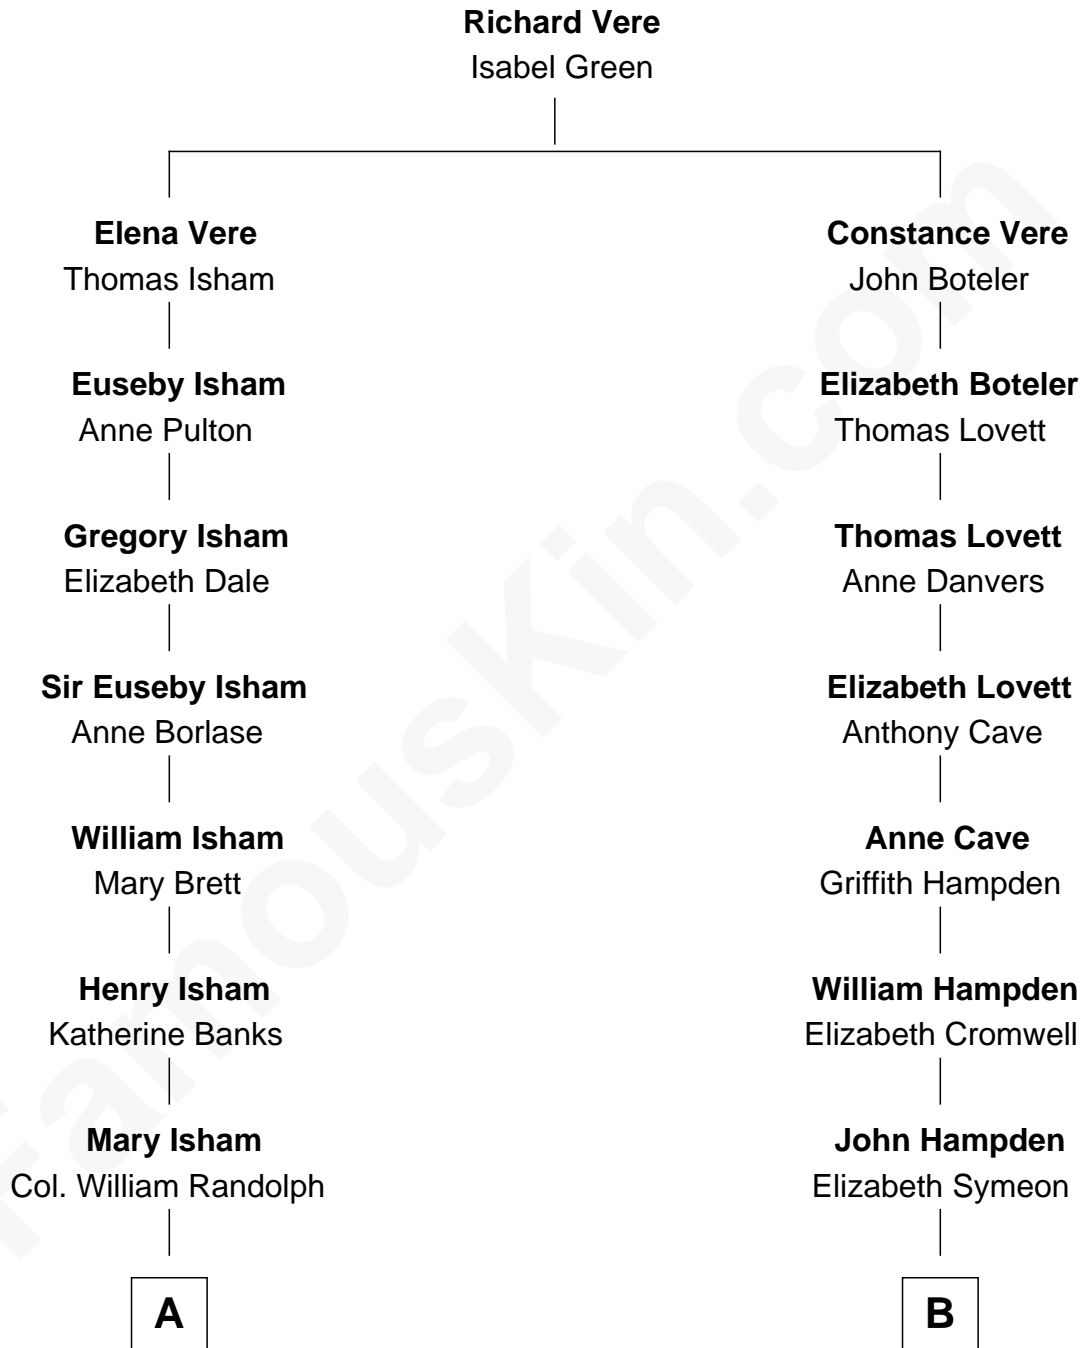 Richard Vere
Isabel Green
Elena Vere
Thomas Isham
Constance Vere
John Boteler
Euseby Isham
Anne Pulton
Elizabeth Boteler
Thomas Lovett
Gregory Isham
Elizabeth Dale
Thomas Lovett
Anne Danvers
Sir Euseby Isham
Anne Borlase
Elizabeth Lovett
Anthony Cave
William Isham
Mary Brett
Anne Cave
Griffith Hampden
Henry Isham
Katherine Banks
William Hampden
Elizabeth Cromwell
Mary Isham
Col. William Randolph
John Hampden
Elizabeth Symeon
A
B
FamousKin.com